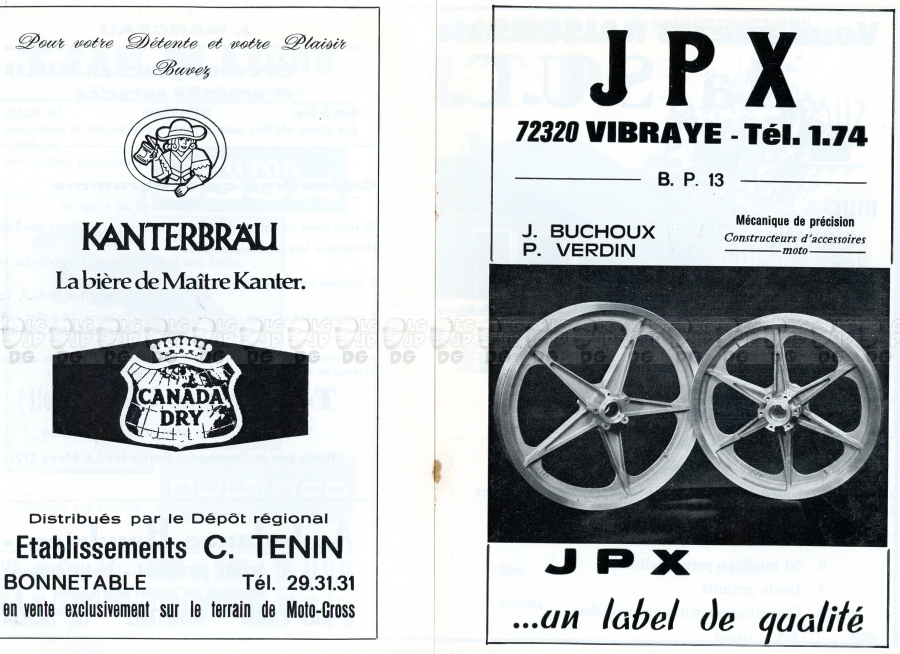 Pour votre Détente et votre Plaisir
Buvez
KANTERBRÄU
La bière de Maître Kanter.
CANADA
DRY
Distribués par le Dépôt régional
Etablissements C. TENIN
BONNETABLE Tél. 29.31.31
en vente exclusivement sur le terrain de Moto-Cross
JPX
72320 VIBRAYE - Tél. 1.74
B. P. 13
J. BUCHOUX
P. VERDIN
Mécanique de précision
Constructeurs d'accessoires
moto
JPX
...un label de qualité